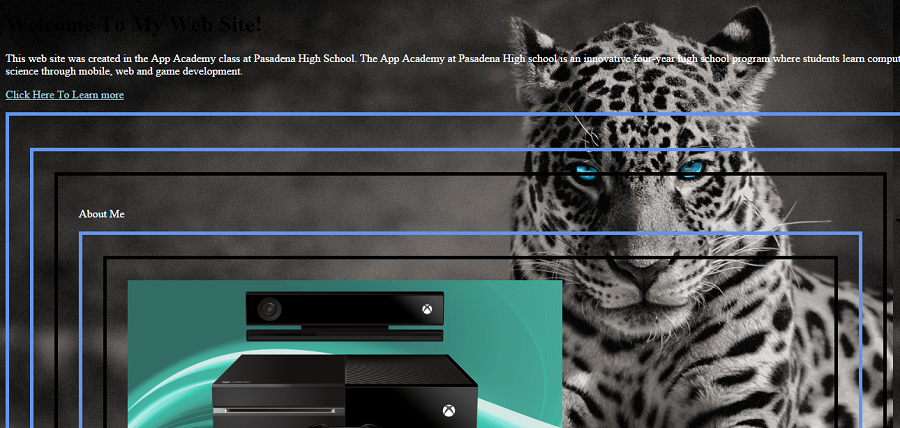 Welcome To My Web Site!
This web site was created in the App Academy class at Pasadena High School. The App Academy at Pasadena High school is an innovative four-year high school program where students learn comput
science through mobile, web and game development.
Click Here To Learn more
About Me